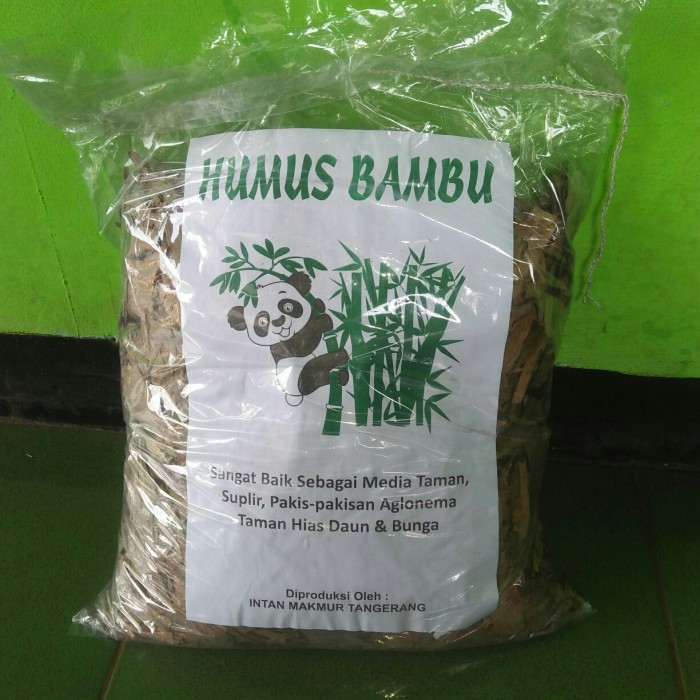 HUMUS BAMBU
Sangat Baik Sebagai Media Taman,
Suplir, Pakis-pakisan Aglonema
Taman Hias Daun & Bunga
Diproduksi Oleh :
INTAN MAKMUR TANGERANG